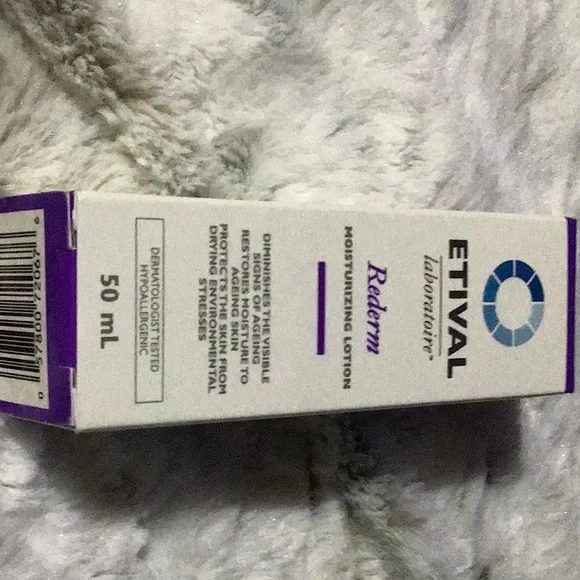 ETIVAL
laboratoire™
Rederm
MOISTURIZING LOTION
DIMINISHES THE VISIBLE
SIGNS OF AGEING
RESTORES MOISTURE TO
AGEING SKIN
PROTECTS THE SKIN FROM
DRYING ENVIRONMENTAL
STRESSES
DERMATOLOGIST TESTED
HYPOALLERGENIC
50 mL